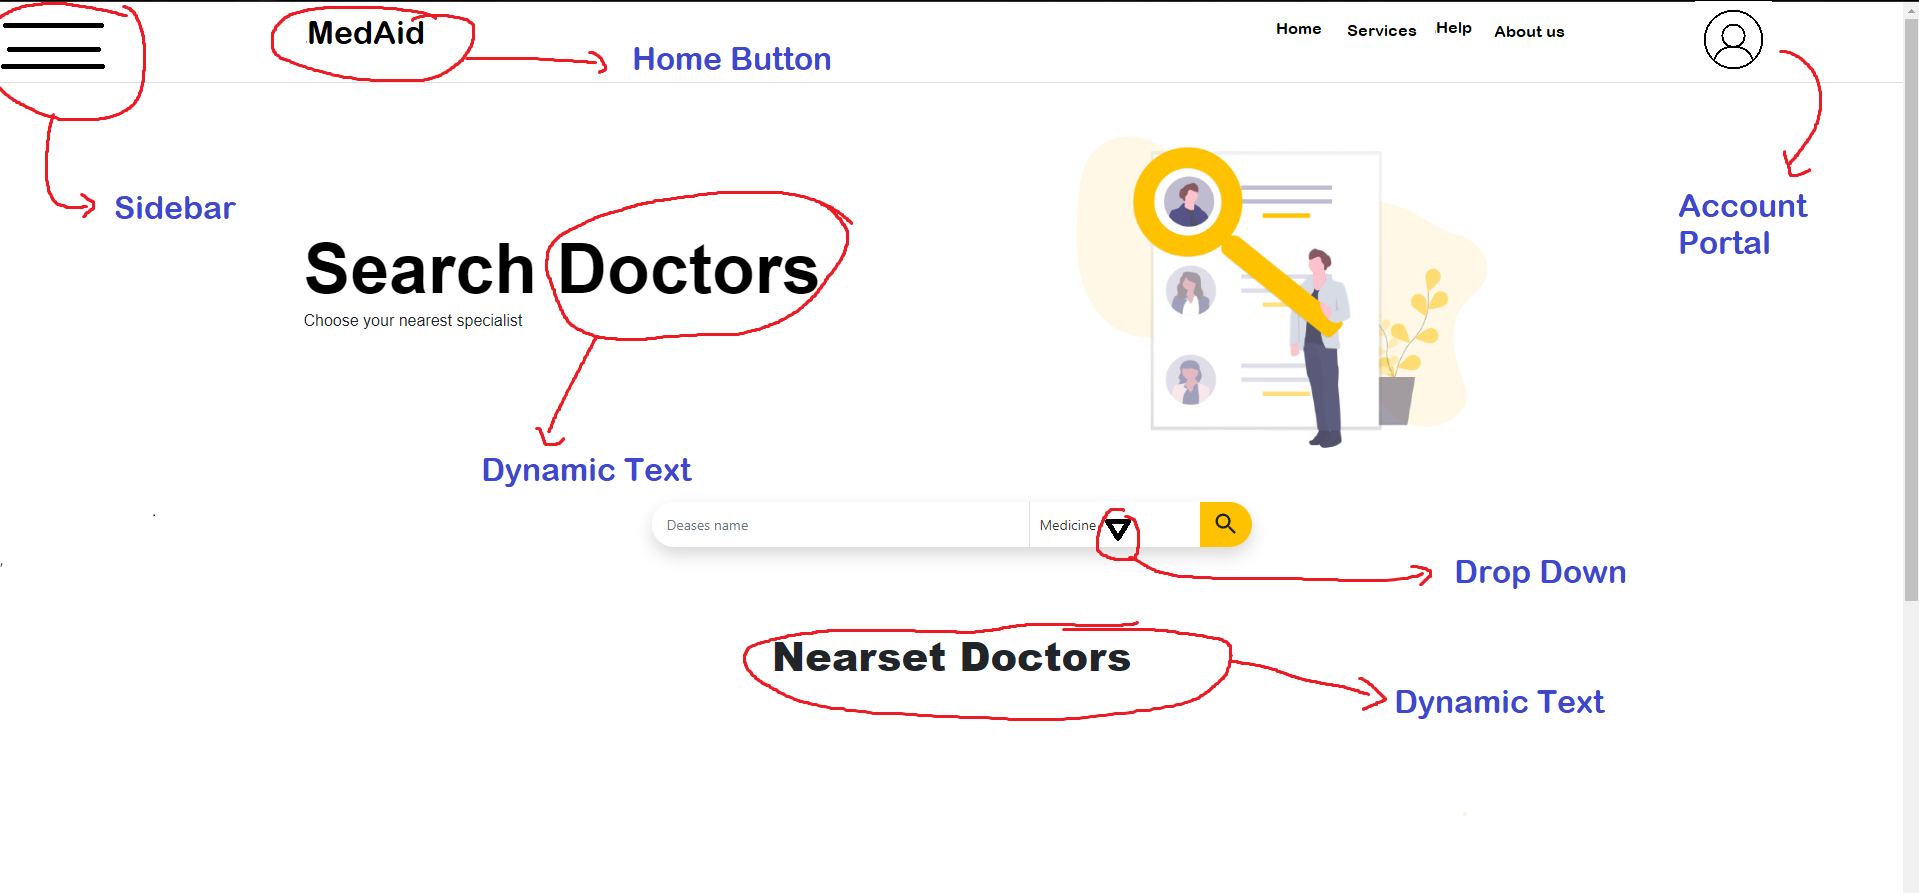 MedAid
Home Services Help About us
Home Button
Sidebar
Account
Portal
Search Doctors
Choose your nearest specialist
Dynamic Text
Deases name
Medicine
Drop Down
Nearset Doctors
Dynamic Text